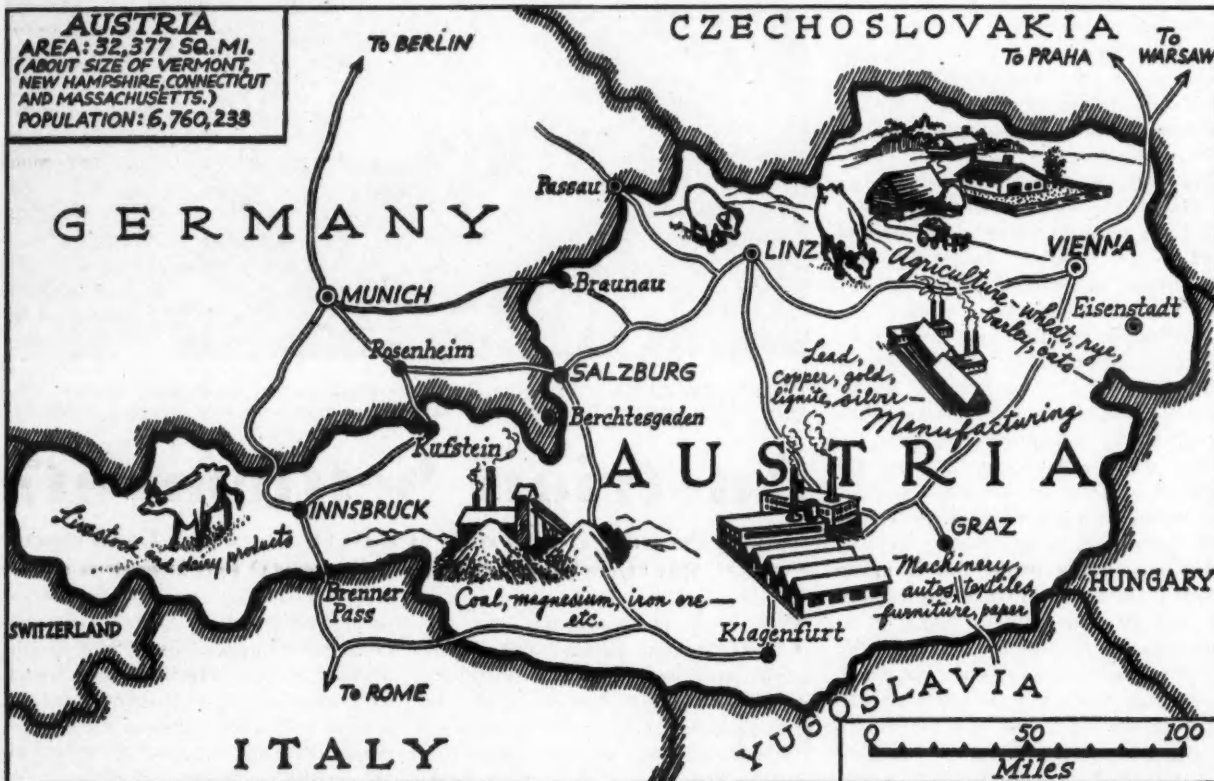 AUSTRIA
AREA: 32,377 SQ. MI.
(ABOUT SIZE OF VERMONT,
NEW HAMPSHIRE, CONNECTICUT
AND MASSACHUSETTS.)
POPULATION: 6,760,233
To BERLIN
CZECHOSLOVAKIA
To PRAHA
To
WARSAW
GERMANY
Passau
LINZ
VIENNA
MUNICH
Braunau
Eisenstadt
Agriculture—wheat, rye,
barley, oats—
Rosenheim
SALZBURG
Lead,
copper, gold,
lignite, silver—
Manufacturing
Berchtesgaden
Kufstein
AUSTRIA
INNSBRUCK
Livestock and dairy products
GRAZ
Machinery,
autos, textiles,
furniture, paper
HUNGARY
Coal, magnesium, iron ore—
etc.
Brenner
Pass
SWITZERLAND
Klagenfurt
To ROME
ITALY
YUGOSLAVIA
0 50 100
Miles